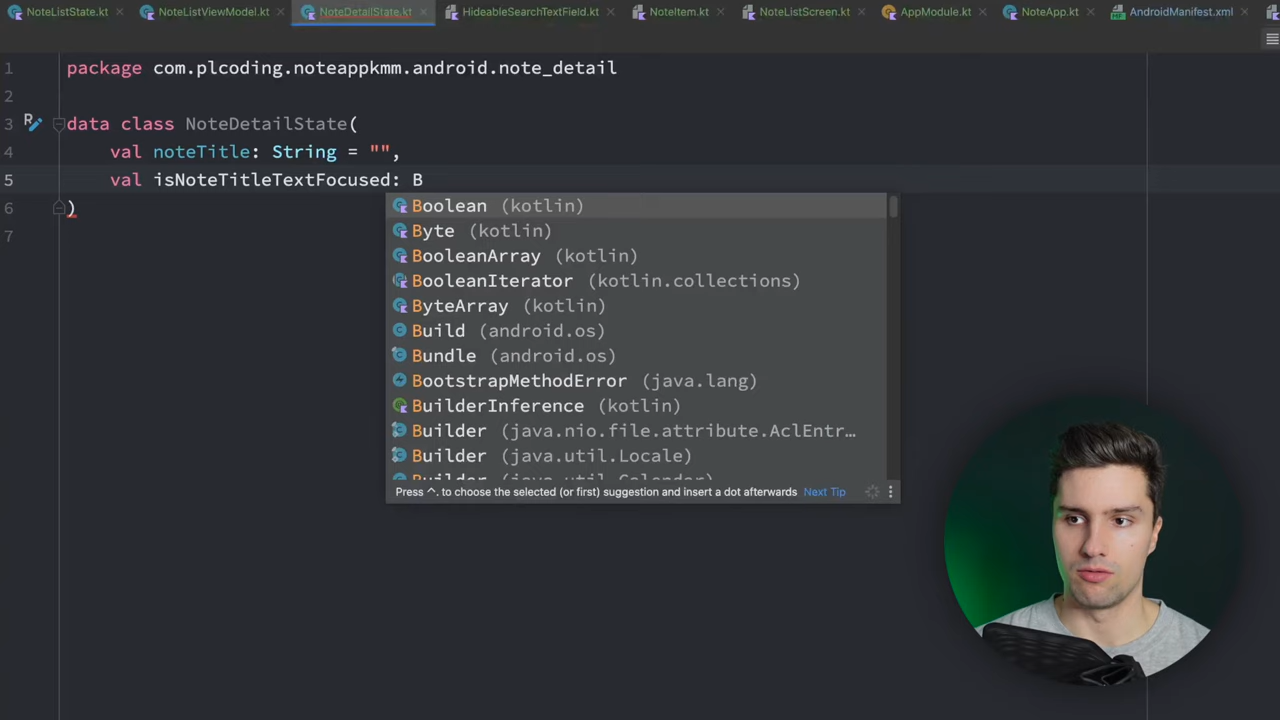 NoteListState.kt
NoteListViewModel.kt
NoteDetailState.kt
HideableSearchTextField.kt
NoteItem.kt
NoteListScreen.kt
AppModule.kt
NoteApp.kt
AndroidManifest.xml
1 package com.plcoding.noteappkmm.android.note_detail
2
3 data class NoteDetailState(
4 val noteTitle: String = "",
5 val isNoteTitleTextFocused: B
6 )
7
Boolean (kotlin)
Byte (kotlin)
BooleanArray (kotlin)
BooleanIterator (kotlin.collections)
ByteArray (kotlin)
Build (android.os)
Bundle (android.os)
BootstrapMethodError (java.lang)
BuilderInference (kotlin)
Builder (java.nio.file.attribute.AclEntr…
Builder (java.util.Locale)
Builder (java.util.Calendar)
Press ^. to choose the selected (or first) suggestion and insert a dot afterwards Next Tip